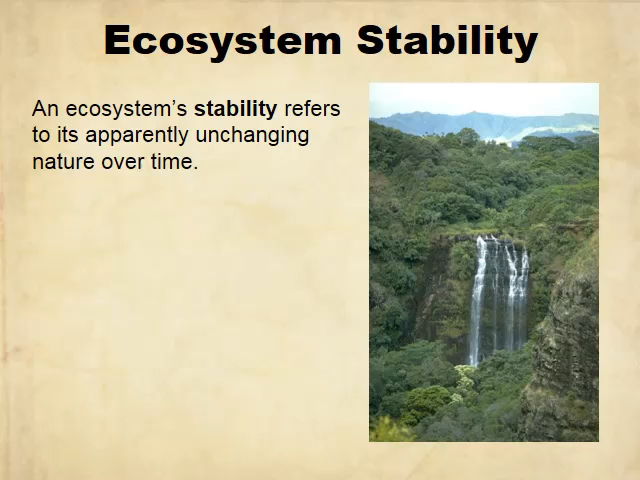 Ecosystem Stability
An ecosystem’s stability refers
to its apparently unchanging
nature over time.